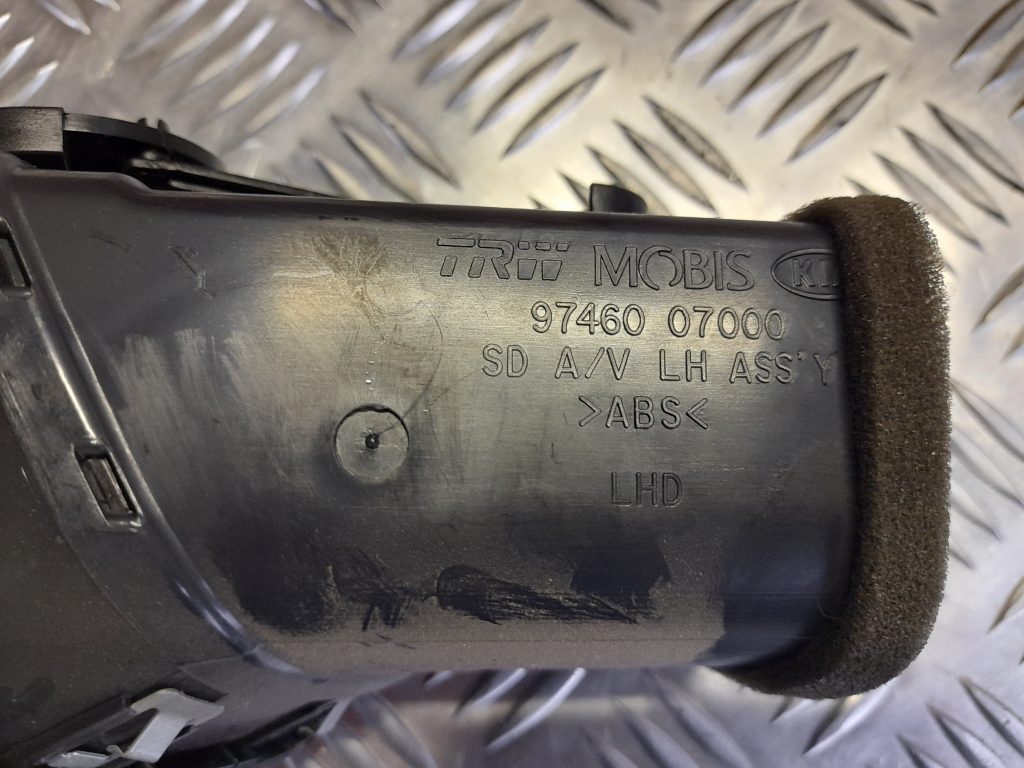 TRW MOBIS KIA
97460 07000
SD A/V LH ASS'Y
>ABS<
LHD